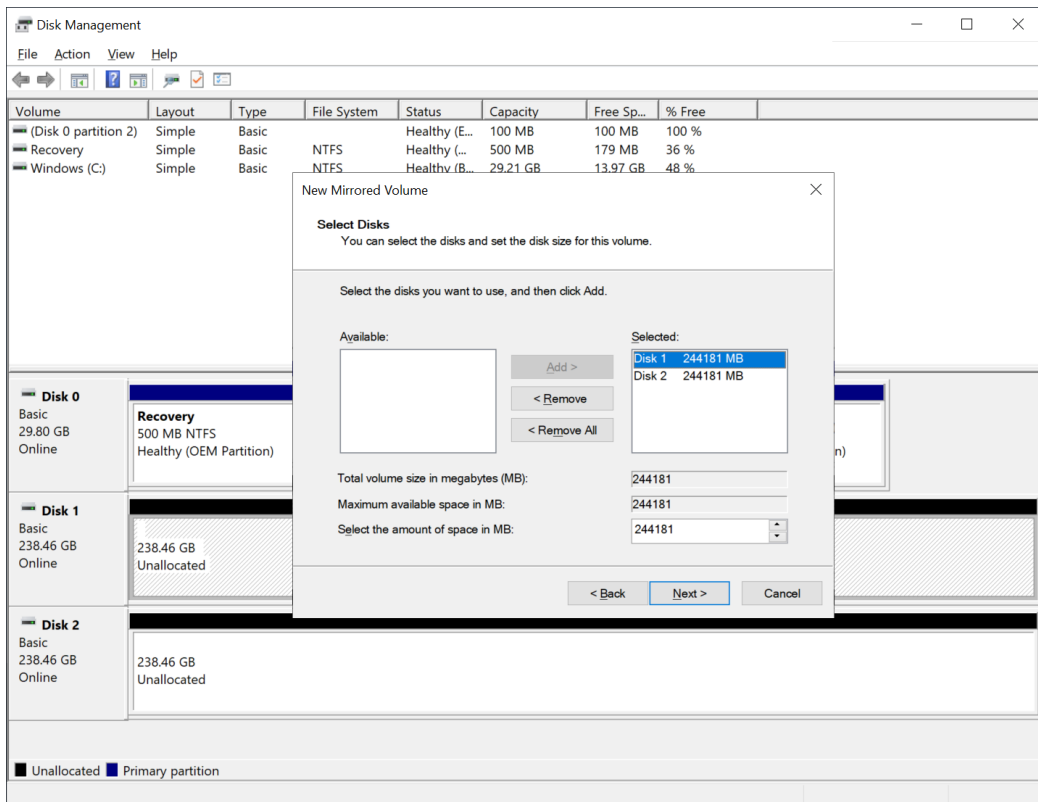 Disk Management
File Action View Help
Volume Layout Type File System Status Capacity Free Sp... % Free
(Disk 0 partition 2) Simple Basic Healthy (E... 100 MB 100 MB 100 %
Recovery Simple Basic NTFS Healthy (... 500 MB 179 MB 36 %
Windows (C:) Simple Basic NTFS Healthy (B... 29.21 GB 13.97 GB 48 %
New Mirrored Volume
Select Disks
You can select the disks and set the disk size for this volume.
Select the disks you want to use, and then click Add.
Available:
Selected:
Add >
< Remove
< Remove All
Disk 1 244181 MB
Disk 2 244181 MB
Total volume size in megabytes (MB): 244181
Maximum available space in MB: 244181
Select the amount of space in MB: 244181
< Back Next > Cancel
Disk 0
Basic
29.80 GB
Online
Recovery
500 MB NTFS
Healthy (OEM Partition)
n)
Disk 1
Basic
238.46 GB
Online
238.46 GB
Unallocated
Disk 2
Basic
238.46 GB
Online
238.46 GB
Unallocated
Unallocated Primary partition